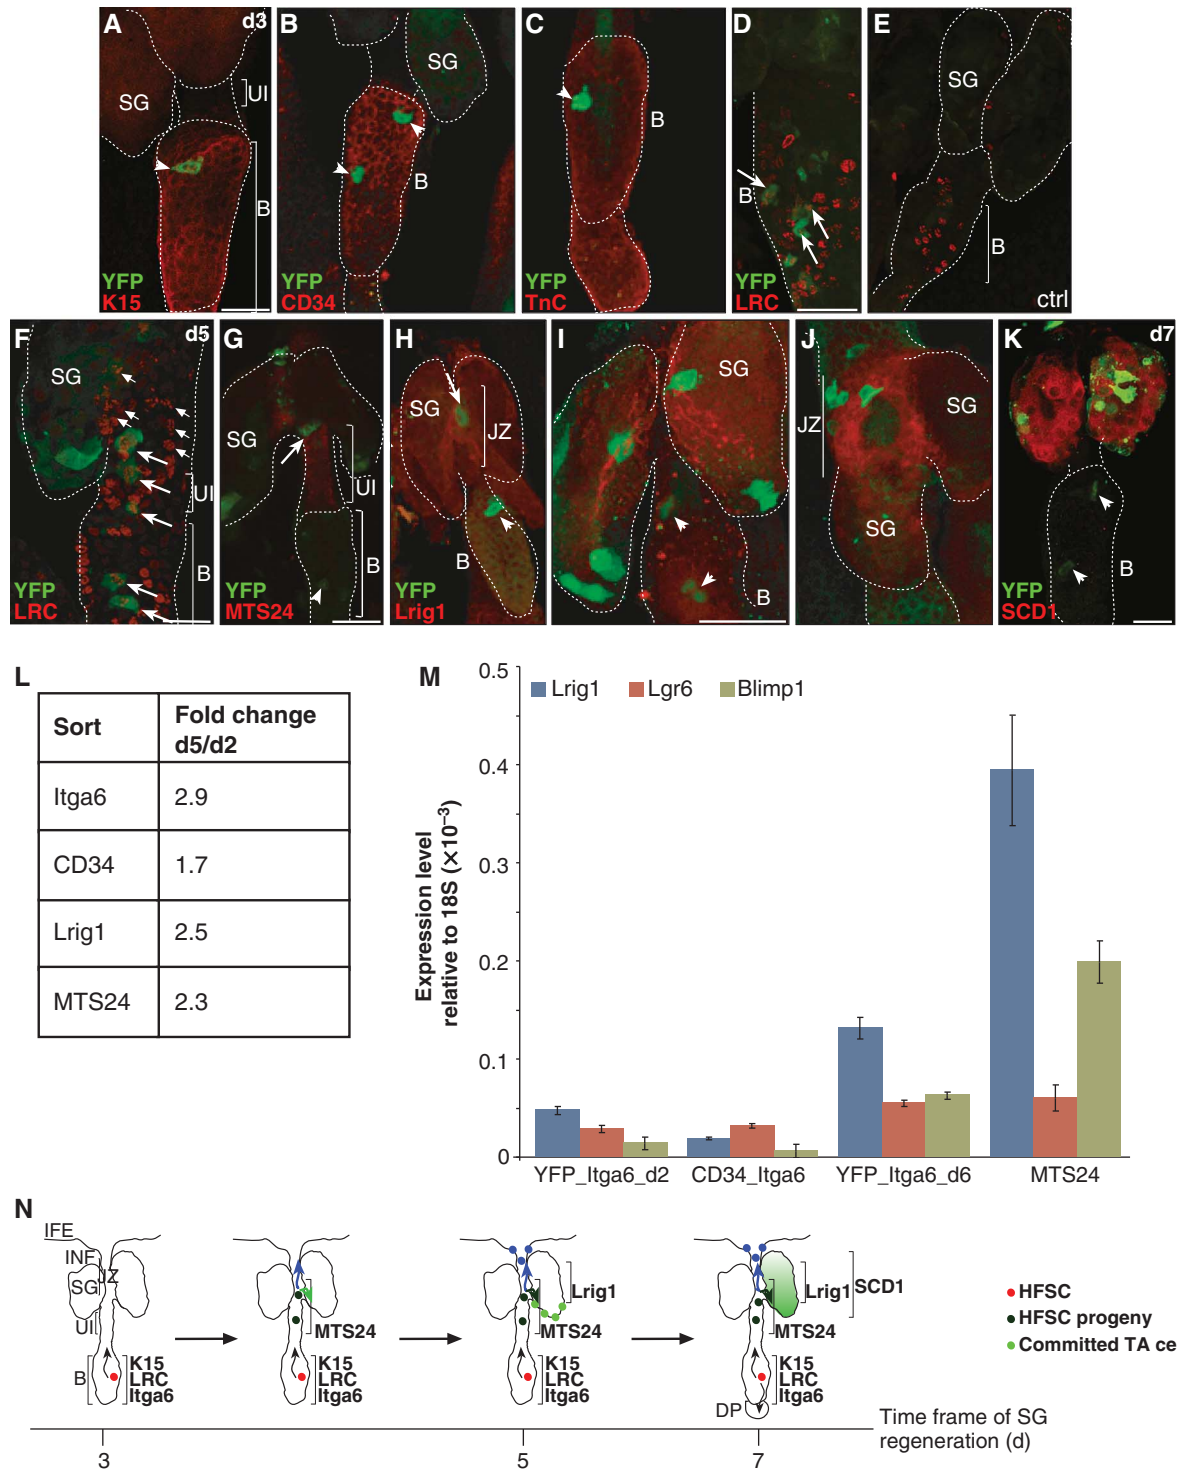 A d3
SG
UI
B
YFP
K15
B
SG
B
YFP
CD34
C
B
YFP
TnC
D
B
YFP
LRC
E
SG
B
ctrl
F d5
SG
UI
B
YFP
LRC
G
SG
UI
B
YFP
MTS24
H
SG
JZ
B
YFP
Lrig1
I
SG
B
J
JZ
SG
SG
K d7
B
YFP
SCD1
L
Sort Fold change
d5/d2
Itga6 2.9
CD34 1.7
Lrig1 2.5
MTS24 2.3
M
Lrig1 Lgr6 Blimp1
Expression level
relative to 18S (×10−3)
0.5
0.4
0.3
0.2
0.1
0
YFP_Itga6_d2 CD34_Itga6 YFP_Itga6_d6 MTS24
N
IFE
INF
JZ
SG
UI
B
K15
LRC
Itga6
MTS24
K15
LRC
Itga6
Lrig1
MTS24
K15
LRC
Itga6
Lrig1
SCD1
MTS24
K15
LRC
Itga6
DP
HFSC
HFSC progeny
Committed TA ce
3 5 7
Time frame of SG
regeneration (d)